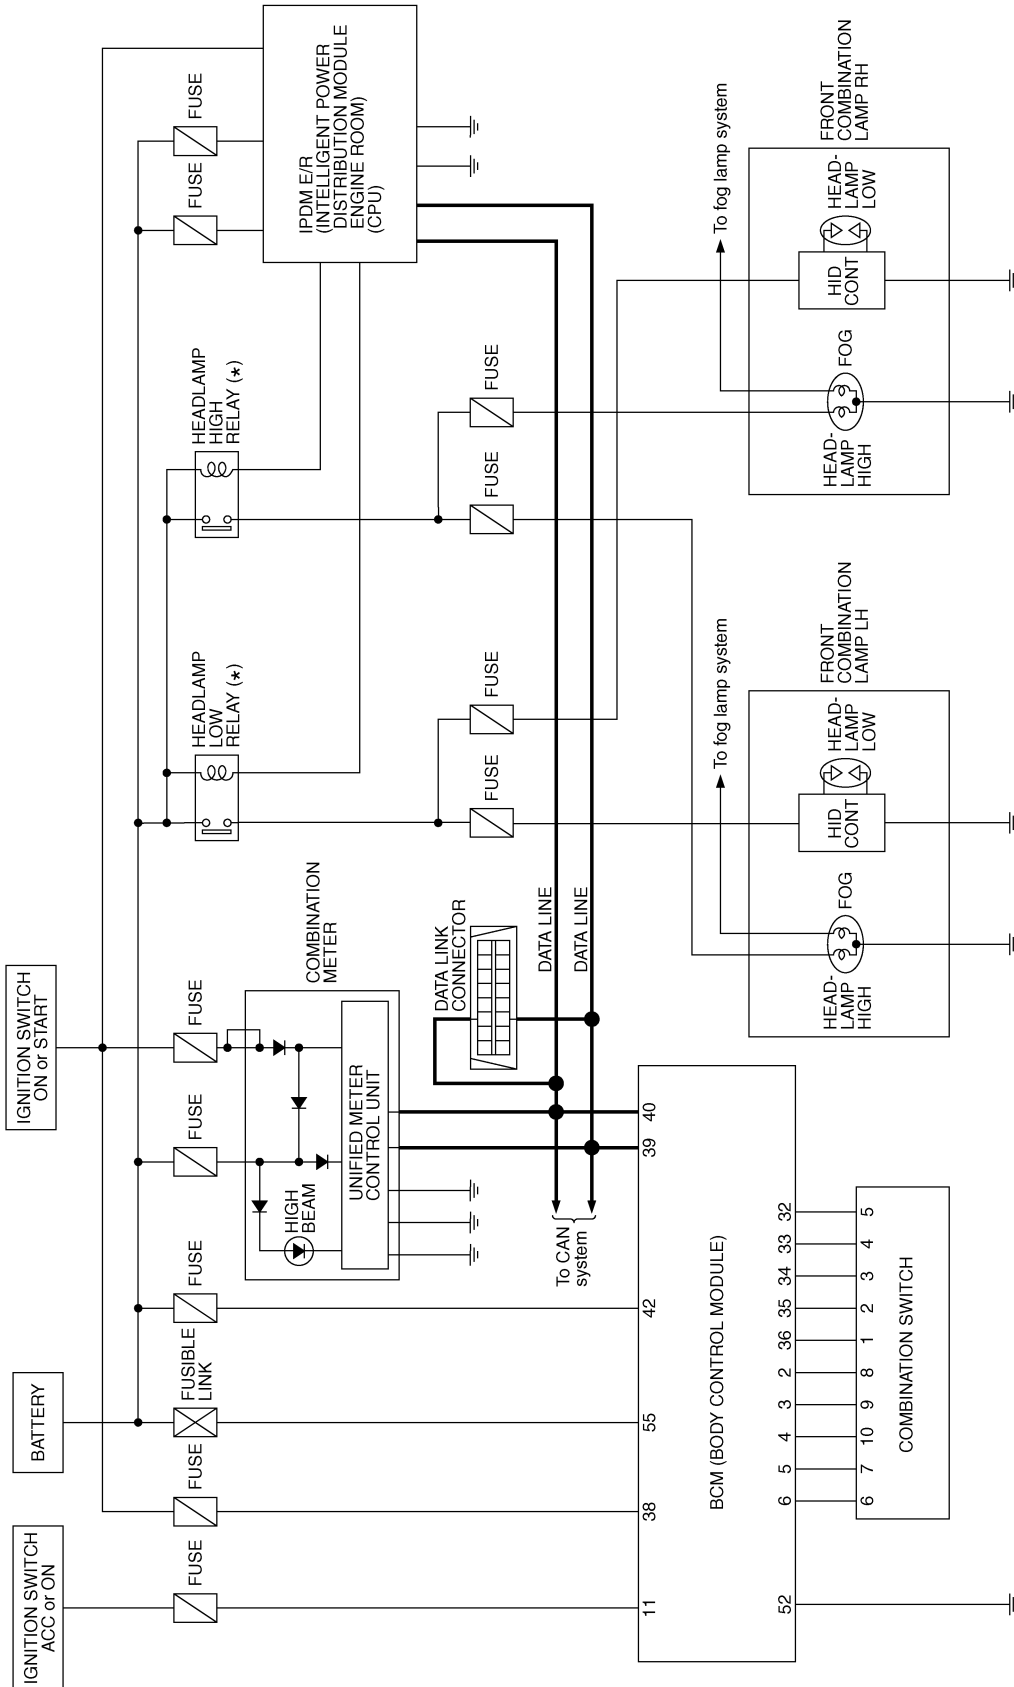 IGNITION SWITCH
ACC or ON
BATTERY
IGNITION SWITCH
ON or START
FUSE
FUSE
FUSIBLE
LINK
FUSE
FUSE
FUSE
HEADLAMP
LOW
RELAY (*)
HEADLAMP
HIGH
RELAY (*)
FUSE
FUSE
IPDM E/R
(INTELLIGENT POWER
DISTRIBUTION MODULE
ENGINE ROOM)
(CPU)
HIGH
BEAM
UNIFIED METER
CONTROL UNIT
COMBINATION
METER
DATA LINK
CONNECTOR
FUSE
FUSE
FUSE
FUSE
DATA LINE
DATA LINE
To CAN
system
11
38
55
42
39
40
BCM (BODY CONTROL MODULE)
52
6
5
4
3
2
36
35
34
33
32
6
7
10
9
8
1
2
3
4
5
COMBINATION SWITCH
To fog lamp system
HEAD-
LAMP
HIGH
FOG
HID
CONT
HEAD-
LAMP
LOW
FRONT
COMBINATION
LAMP LH
To fog lamp system
HEAD-
LAMP
HIGH
FOG
HID
CONT
HEAD-
LAMP
LOW
FRONT
COMBINATION
LAMP RH